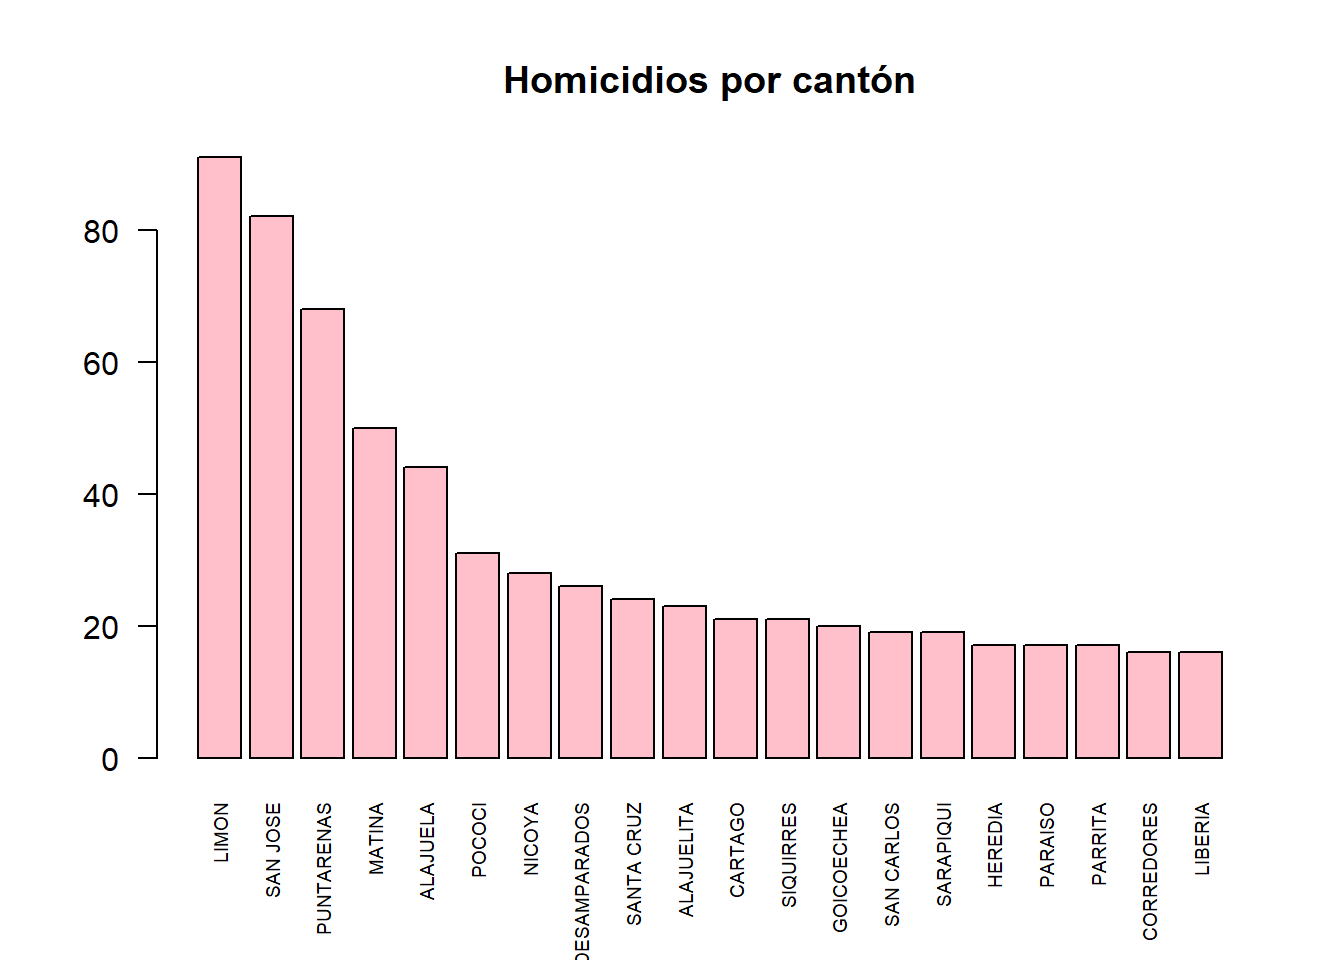 Homicidios por cantón
80
60
40
20
0
LIMON
SAN JOSE
PUNTARENAS
MATINA
ALAJUELA
POCOCI
NICOYA
DESAMPARADOS
SANTA CRUZ
ALAJUELITA
CARTAGO
SIQUIRRES
GOICOECHEA
SAN CARLOS
SARAPIQUI
HEREDIA
PARAISO
PARRITA
CORREDORES
LIBERIA